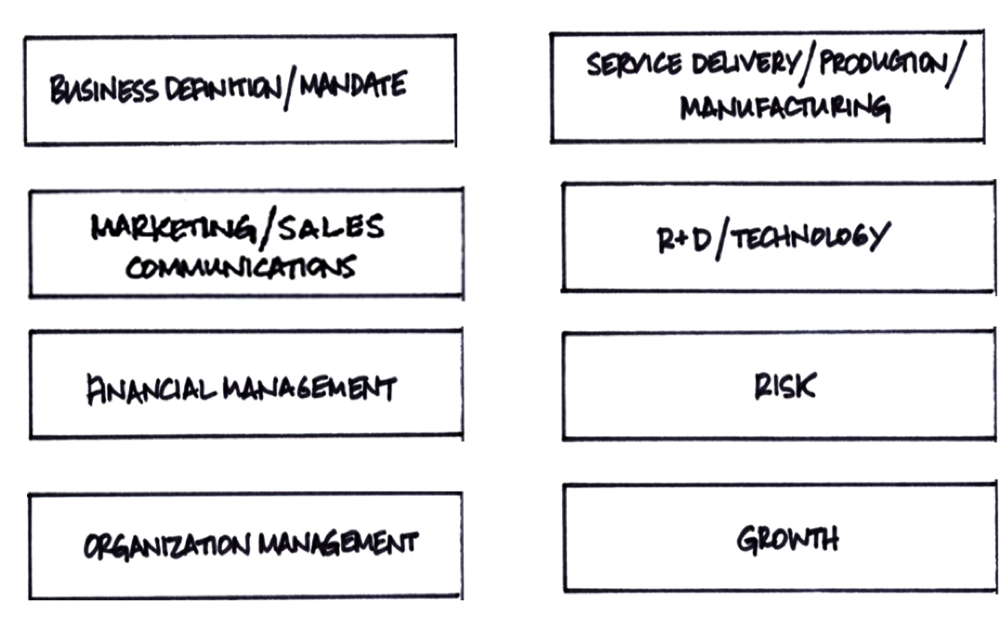 BUSINESS DEFINITION/MANDATE
MARKETING/SALES
COMMUNICATIONS
FINANCIAL MANAGEMENT
ORGANIZATION MANAGEMENT
SERVICE DELIVERY/PRODUCTION/
MANUFACTURING
R+D/TECHNOLOGY
RISK
GROWTH